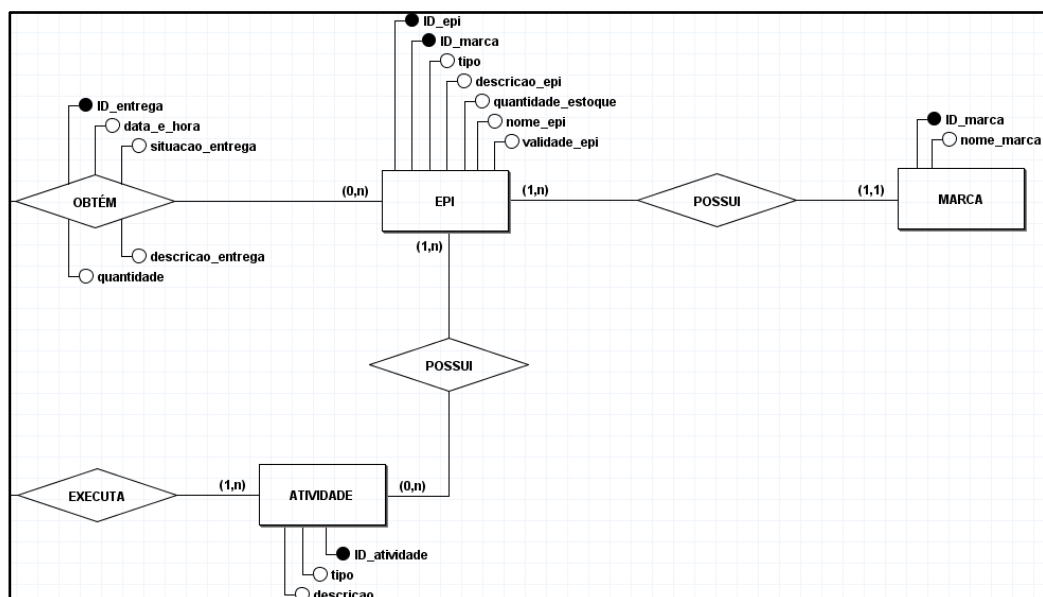 ID_epi
ID_marca
tipo
descricao_epi
quantidade_estoque
nome_epi
validade_epi
ID_entrega
data_e_hora
situacao_entrega
OBTÉM
descricao_entrega
quantidade
(0,n)
EPI
(1,n)
(1,n)
POSSUI
(1,1)
ID_marca
nome_marca
MARCA
POSSUI
EXECUTA
(1,n)
ATIVIDADE
(0,n)
ID_atividade
tipo
descricao